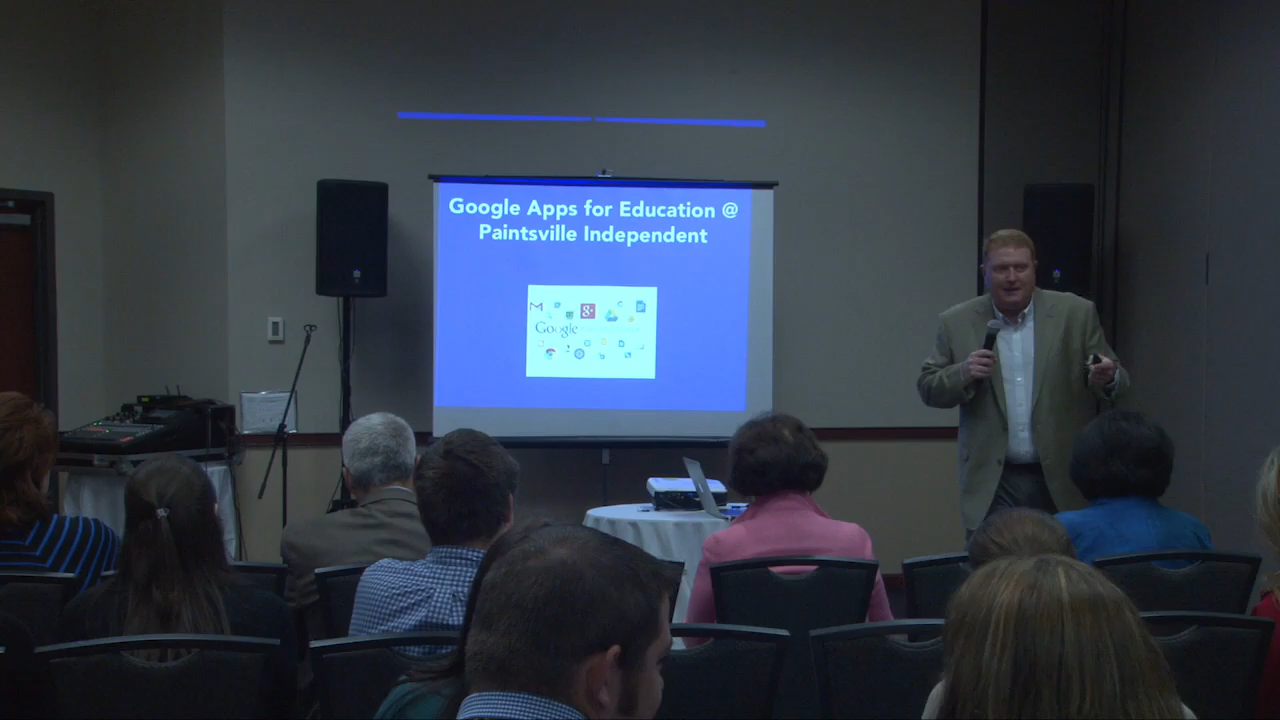 Google Apps for Education @
Paintsville Independent
g+
Google